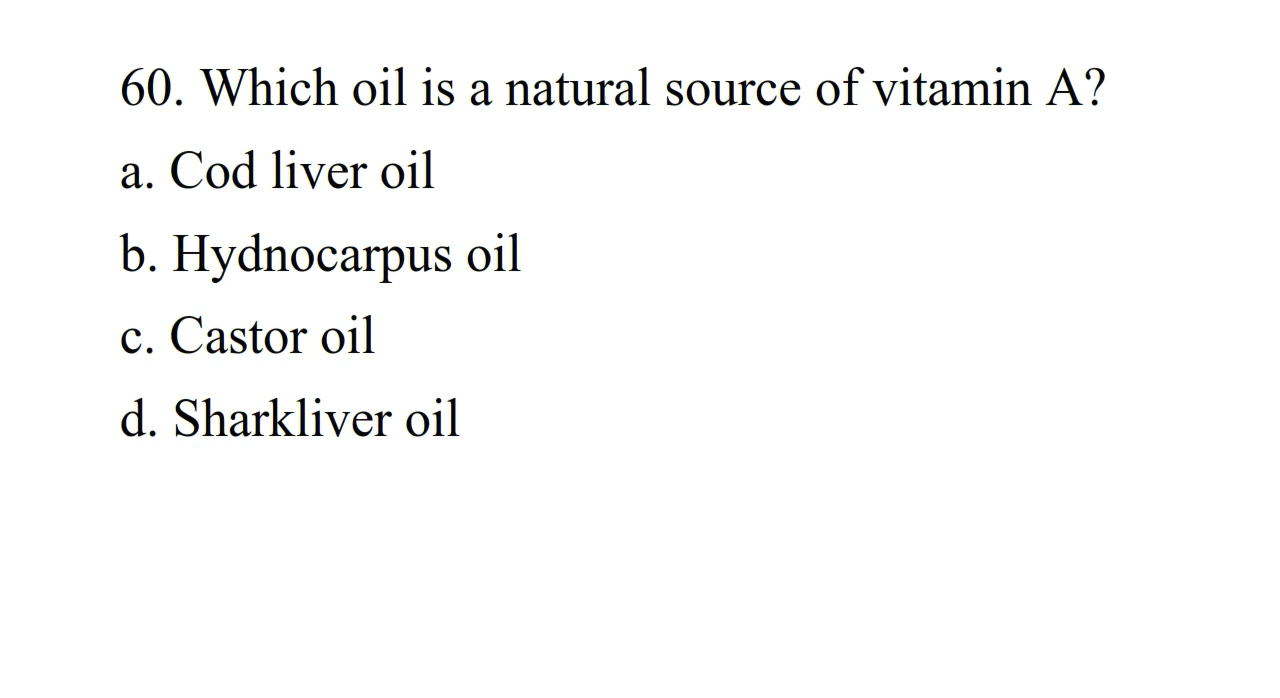 60. Which oil is a natural source of vitamin A?
a. Cod liver oil
b. Hydnocarpus oil
c. Castor oil
d. Sharkliver oil